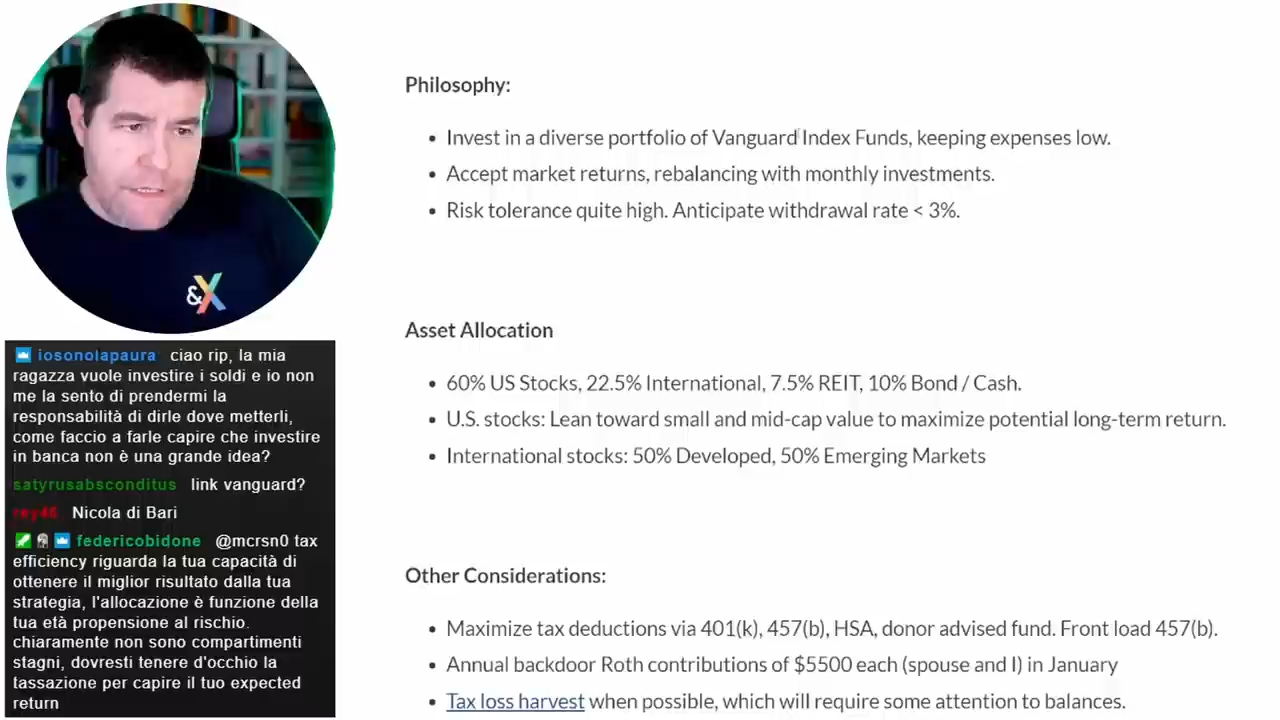 Philosophy:
Invest in a diverse portfolio of Vanguard Index Funds, keeping expenses low.
Accept market returns, rebalancing with monthly investments.
Risk tolerance quite high. Anticipate withdrawal rate < 3%.
Asset Allocation
60% US Stocks, 22.5% International, 7.5% REIT, 10% Bond / Cash.
U.S. stocks: Lean toward small and mid-cap value to maximize potential long-term return.
International stocks: 50% Developed, 50% Emerging Markets
Other Considerations:
Maximize tax deductions via 401(k), 457(b), HSA, donor advised fund. Front load 457(b).
Annual backdoor Roth contributions of $5500 each (spouse and I) in January
Tax loss harvest when possible, which will require some attention to balances.
&X
iosonolapaura ciao rip, la mia
ragazza vuole investire i soldi e io non
me la sento di prendermi la
responsabilità di dirle dove metterli,
come faccio a farle capire che investire
in banca non è una grande idea?
satyrusabsconditus link vanguard?
rey46 Nicola di Bari
federicobidone @mcrsn0 tax
efficiency riguarda la tua capacità di
ottenere il miglior risultato dalla tua
strategia, l'allocazione è funzione della
tua età propensione al rischio.
chiaramente non sono compartimenti
stagni, dovresti tenere d'occhio la
tassazione per capire il tuo expected
return